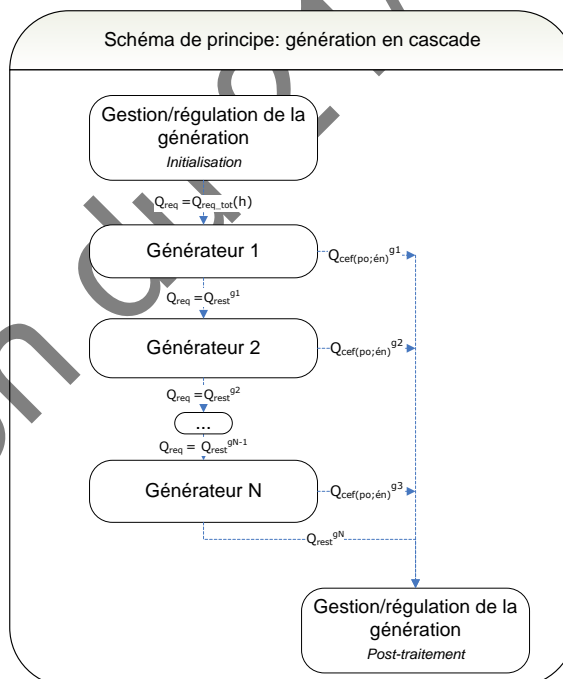 Schéma de principe: génération en cascade
Gestion/régulation de la
génération
Initialisation
Qreq =Qreq_tot(h)
Générateur 1
Qcef(po;én)g1
Qreq =Qrestg1
Générateur 2
Qcef(po;én)g2
Qreq =Qrestg2
...
Qreq = QrestgN-1
Générateur N
Qcef(po;én)g3
QrestgN
Gestion/régulation de la
génération
Post-traitement